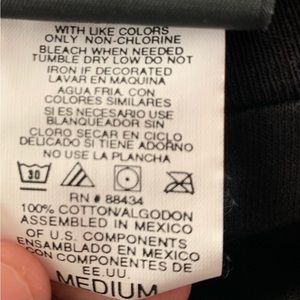 WITH LIKE COLORS
ONLY NON-CHLORINE
BLEACH WHEN NEEDED
TUMBLE DRY LOW DO NOT
IRON IF DECORATED
LAVAR EN MAQUINA
AGUA FRIA. CON
COLORES SIMILARES
SI ES NECESARIO USE
BLANQUEADOR SIN
CLORO SECAR EN CICLO
DELICADO SI TIENE ADORNO
NO USE LA PLANCHA
30
RN # 88434
100% COTTON/ALGODON
ASSEMBLED IN MEXICO
OF U.S. COMPONENTS
ENSAMBLADO EN MEXICO
CON COMPONENTES DE
EE.UU.
MEDIUM